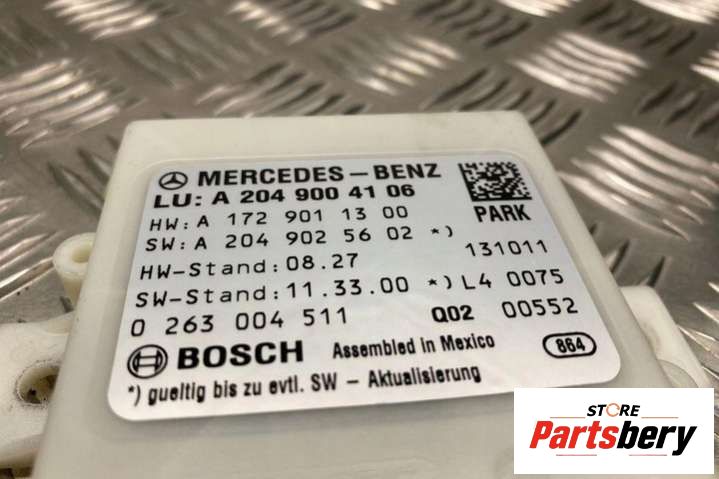 MERCEDES-BENZ
LU: A 204 900 41 06
PARK
HW: A 172 901 13 00
SW: A 204 902 56 02 *)
131011
HW-Stand: 08.27
SW-Stand: 11.33.00 *) L4 0075
0 263 004 511 Q02 00552
BOSCH Assembled in Mexico 864
*) gueltig bis zu evtl. SW - Aktualisierung
STORE
Partsbery